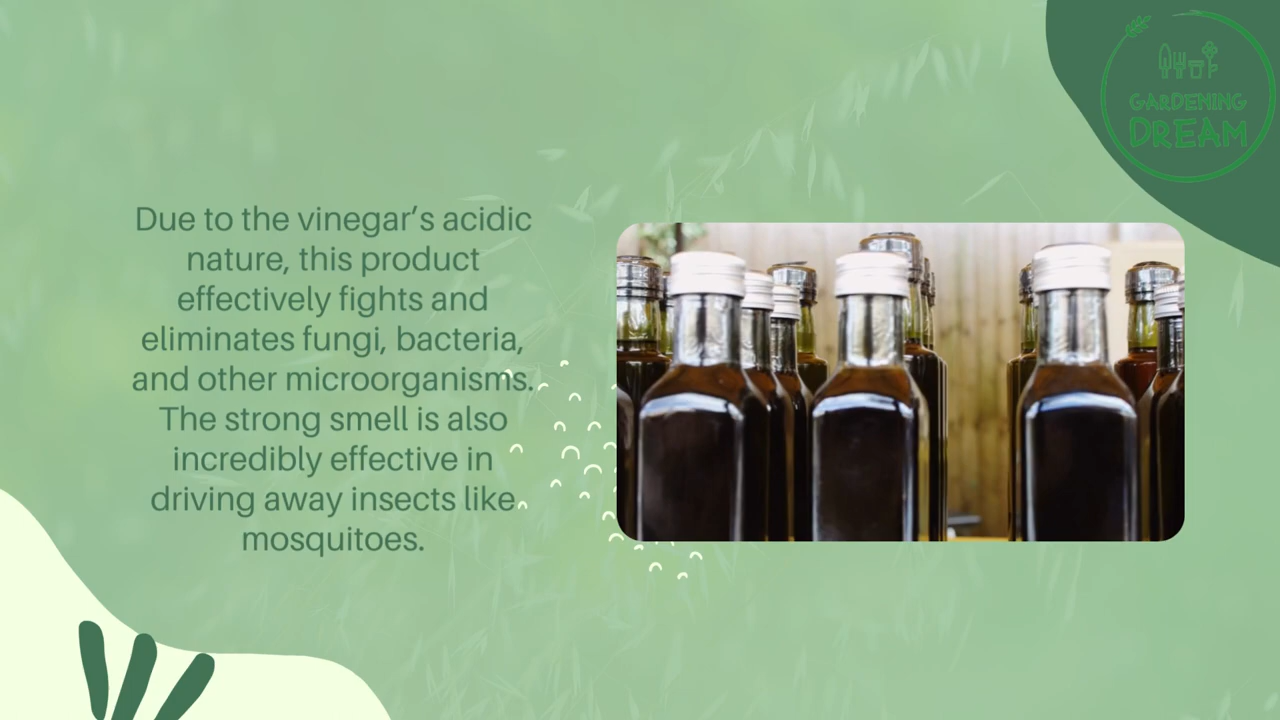 GARDENING
DREAM
Due to the vinegar’s acidic
nature, this product
effectively fights and
eliminates fungi, bacteria,
and other microorganisms.
The strong smell is also
incredibly effective in
driving away insects like
mosquitoes.